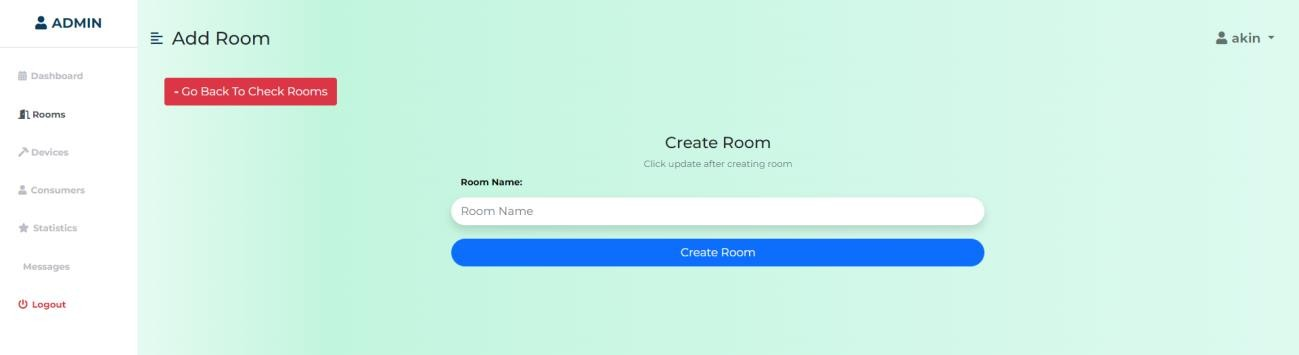 ADMIN
Dashboard
Rooms
Devices
Consumers
Statistics
Messages
Logout
Add Room
akin
- Go Back To Check Rooms
Create Room
Click update after creating room
Room Name:
Room Name
Create Room